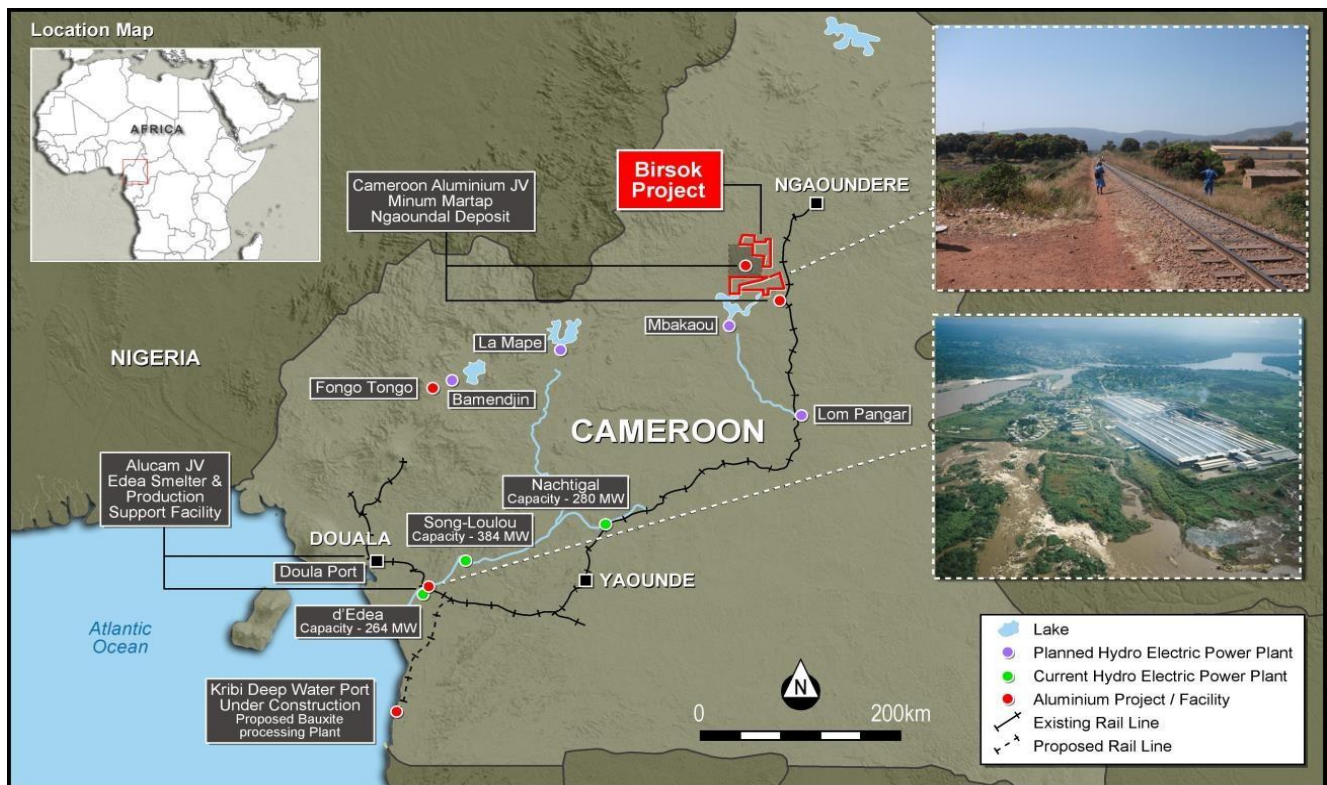 Location Map
AFRICA
Birsok
Project
NGAOUNDERE
Cameroon Aluminium JV
Minum Martap
Ngaoundal Deposit
Mbakaou
La Mape
NIGERIA
Fongo Tongo
Bamendjin
Lom Pangar
CAMEROON
Alucam JV
Edea Smelter &
Production
Support Facility
Nachtigal
Capacity - 280 MW
Song-Loulou
Capacity - 384 MW
DOUALA
Doula Port
YAOUNDE
d'Edea
Capacity - 264 MW
Atlantic
Ocean
Kribi Deep Water Port
Under Construction
Proposed Bauxite
processing Plant
N
0 200km
Lake
Planned Hydro Electric Power Plant
Current Hydro Electric Power Plant
Aluminium Project / Facility
Existing Rail Line
Proposed Rail Line